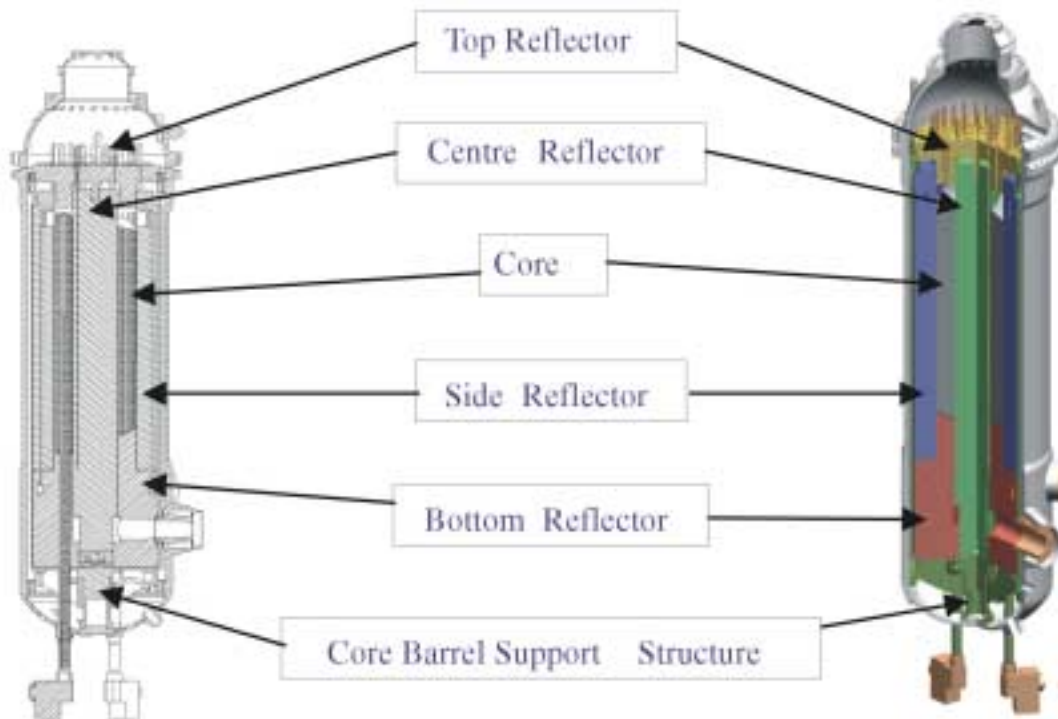 Top Reflector
Centre Reflector
Core
Side Reflector
Bottom Reflector
Core Barrel Support Structure